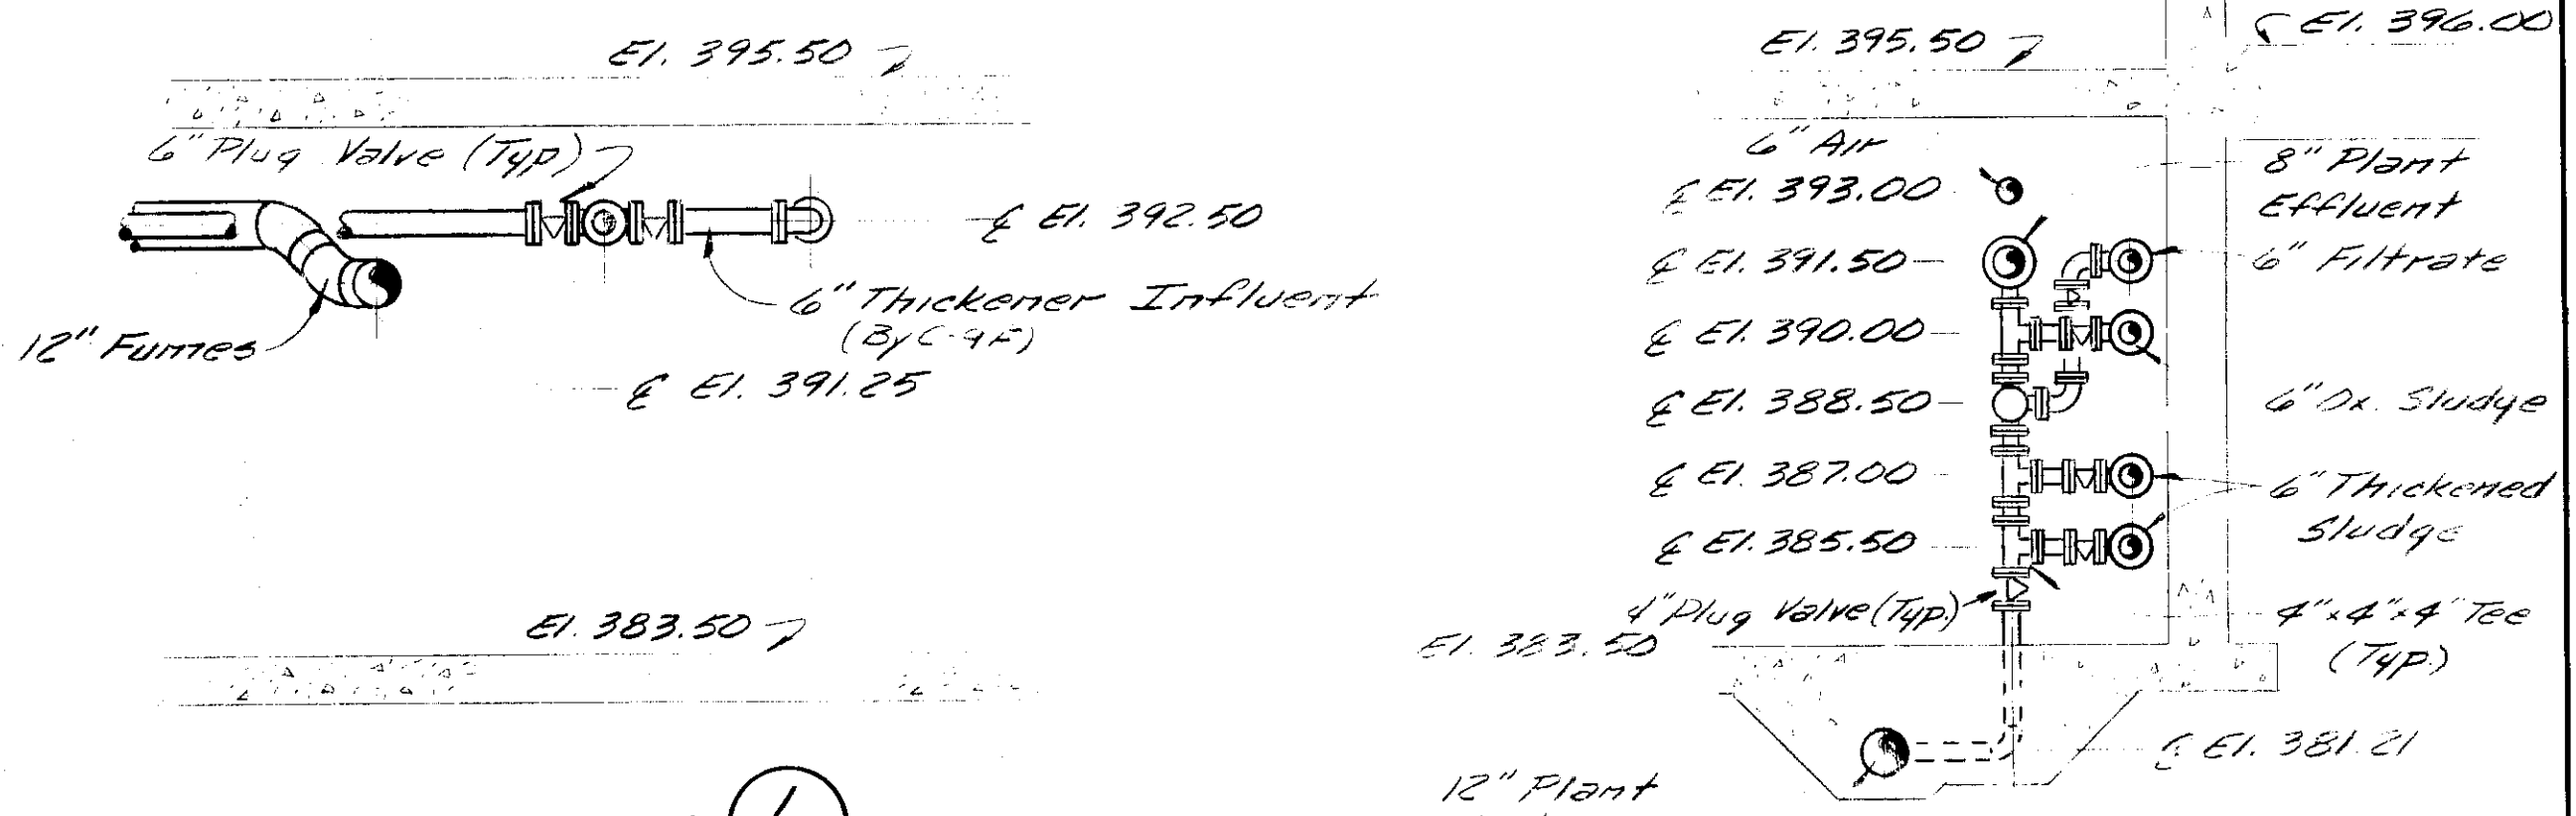 El. 395.50
6" Plug Valve (Typ)
℄ El. 392.50
6" Thickener Influent
12" Fumes
℄ El. 391.25
El. 383.50
El. 395.50
℄ El. 396.00
6" Air
℄ El. 393.00
8" Plant
Effluent
℄ El. 391.50
6" Filtrate
℄ El. 390.00
℄ El. 388.50
6" Dx. Sludge
℄ El. 387.00
6" Thickened
Sludge
℄ El. 385.50
4" Plug Valve (Typ.)
4"x4"x4" Tee
(Typ.)
El. 383.50
℄ El. 381.21
12" Plant